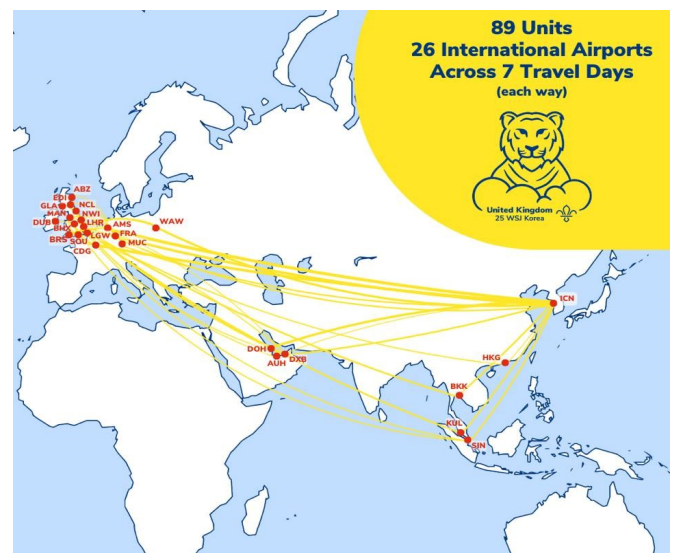 89 Units
26 International Airports
Across 7 Travel Days
(each way)
United Kingdom
25 WSJ Korea
ABZ
EDI
GLA
NCL
MAN
NWI
DUB
LHR
AMS
WAW
BHX
FRA
BRS
SOU
LGW
MUC
CDG
ICN
DOH
DXB
AUH
HKG
BKK
KUL
SIN